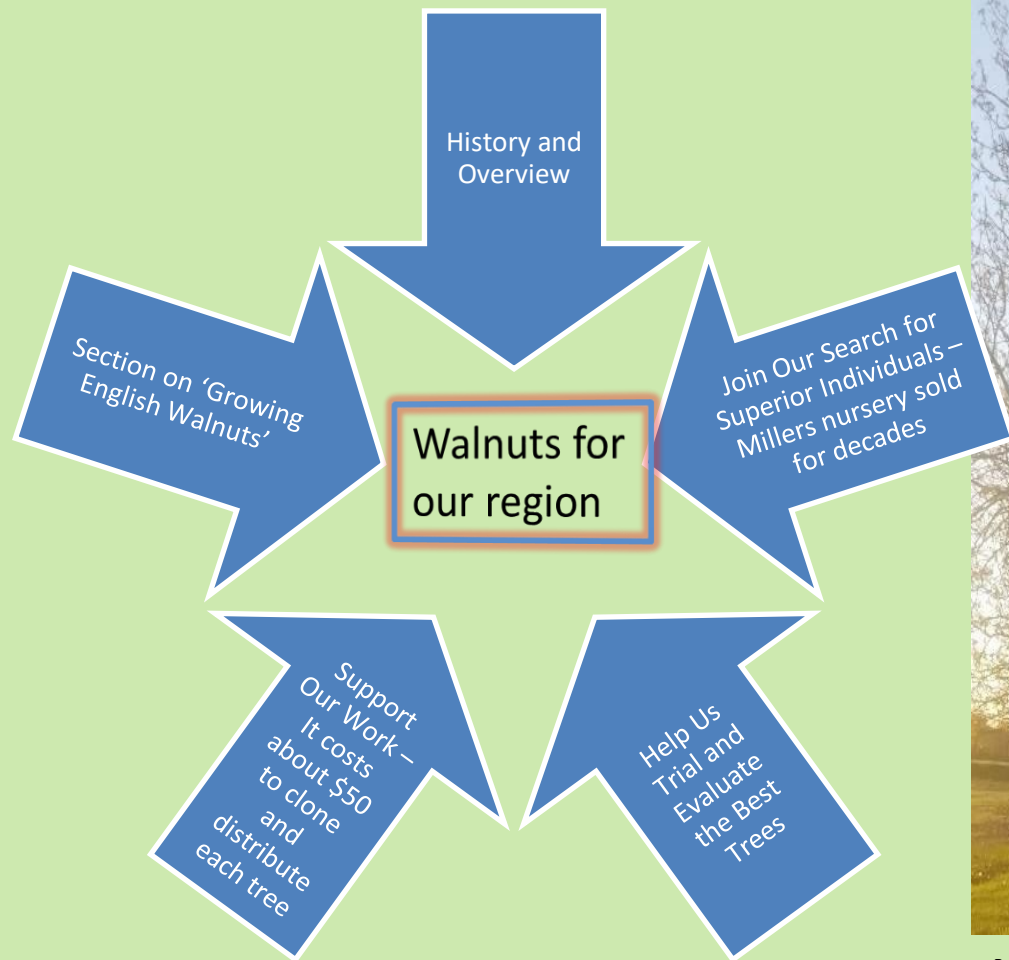 History and
Overview
Section on ‘Growing
English Walnuts’
Join Our Search for
Superior Individuals –
Millers nursery sold
for decades
Walnuts for
our region
Support
Our Work –
It costs
about $50
to clone
and
distribute
each tree
Help Us
Trial and
Evaluate
the Best
Trees